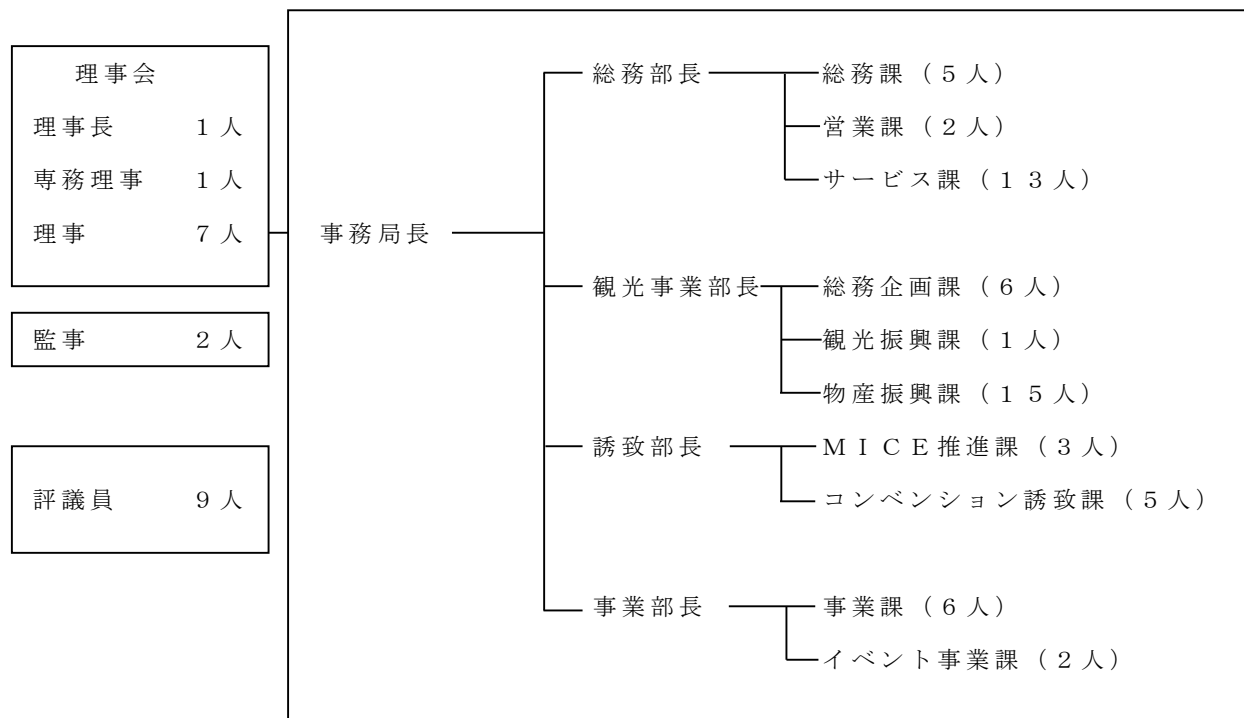 理事会
理事長　１人
専務理事　１人
理事　７人
監事　２人
評議員　９人
事務局長
総務部長
総務課（５人）
営業課（２人）
サービス課（１３人）
観光事業部長
総務企画課（６人）
観光振興課（１人）
物産振興課（１５人）
誘致部長
ＭＩＣＥ推進課（３人）
コンベンション誘致課（５人）
事業部長
事業課（６人）
イベント事業課（２人）